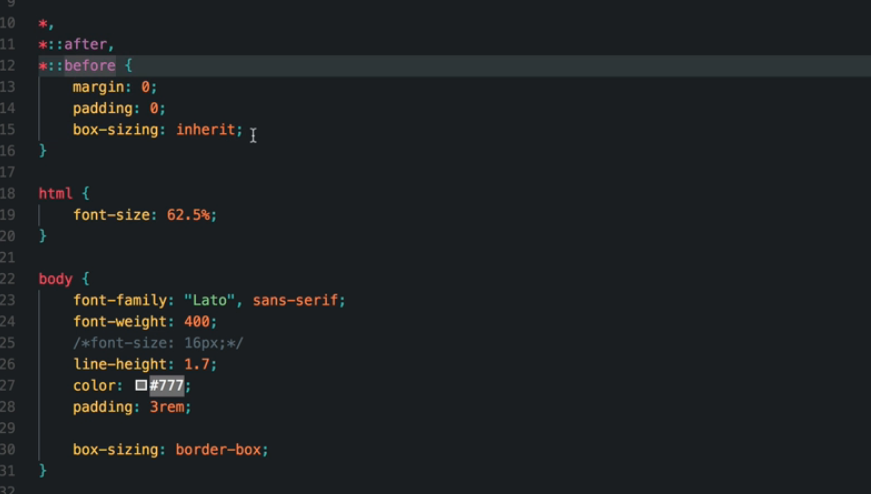 9
10 *,
11 *::after,
12 *::before {
13 margin: 0;
14 padding: 0;
15 box-sizing: inherit;
16 }
17
18 html {
19 font-size: 62.5%;
20 }
21
22 body {
23 font-family: "Lato", sans-serif;
24 font-weight: 400;
25 /*font-size: 16px;*/
26 line-height: 1.7;
27 color: #777;
28 padding: 3rem;
29
30 box-sizing: border-box;
31 }
32